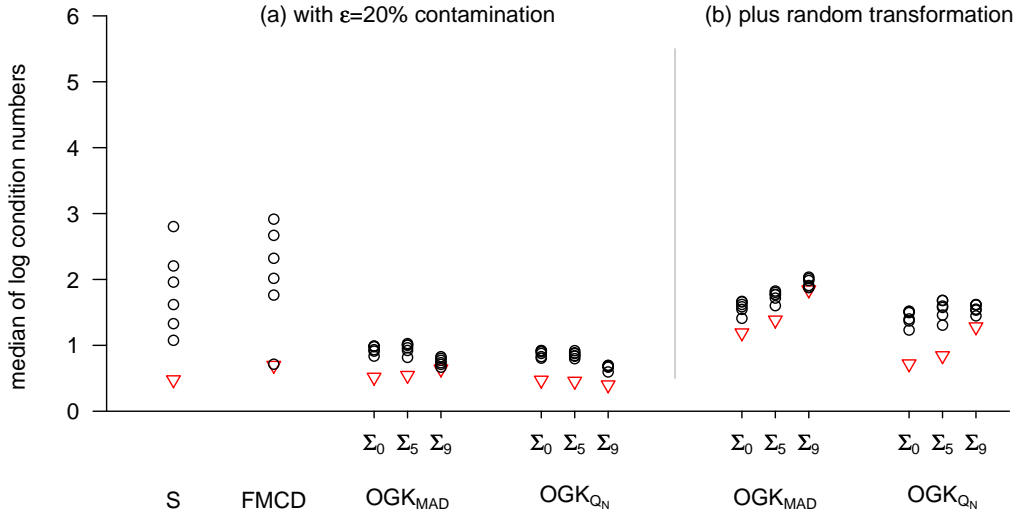 (a) with ε=20% contamination
(b) plus random transformation
median of log condition numbers
6
5
4
3
2
1
0
Σ0 Σ5 Σ9 Σ0 Σ5 Σ9 Σ0 Σ5 Σ9 Σ0 Σ5 Σ9
S FMCD OGKMAD OGKQN OGKMAD OGKQN